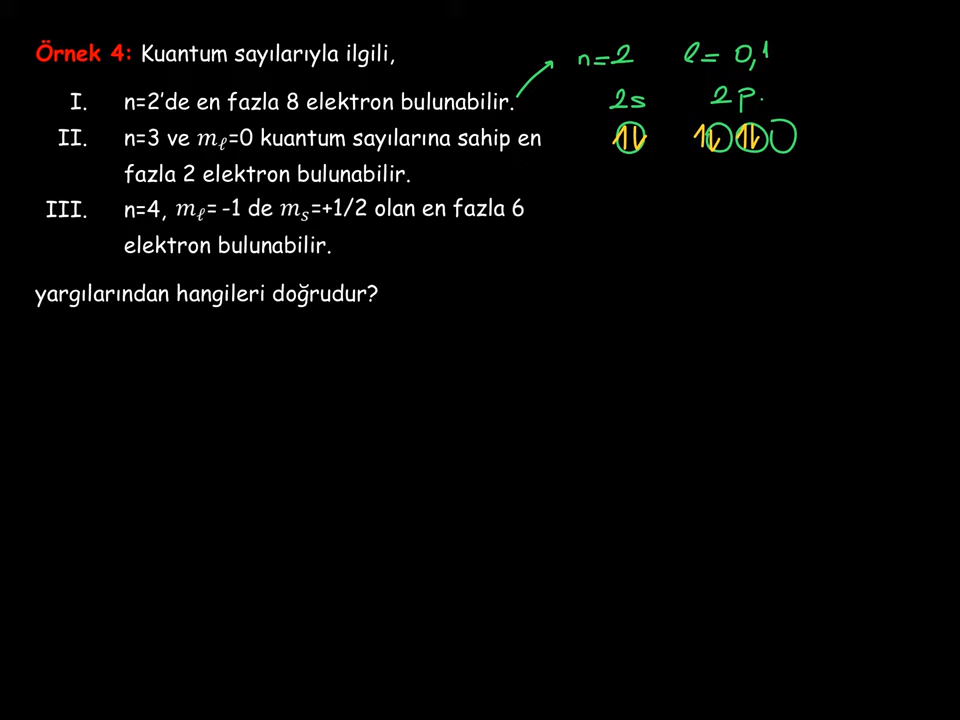 Örnek 4: Kuantum sayılarıyla ilgili,
I. n=2'de en fazla 8 elektron bulunabilir.
II. n=3 ve mℓ=0 kuantum sayılarına sahip en
fazla 2 elektron bulunabilir.
III. n=4, mℓ= -1 de mₛ=+1/2 olan en fazla 6
elektron bulunabilir.
yargılarından hangileri doğrudur?
n=2 ℓ= 0,1
2s 2p.